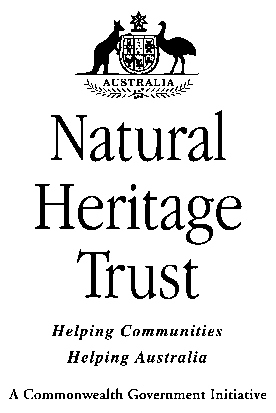 AUSTRALIA
Natural
Heritage
Trust
Helping Communities
Helping Australia
A Commonwealth Government Initiative